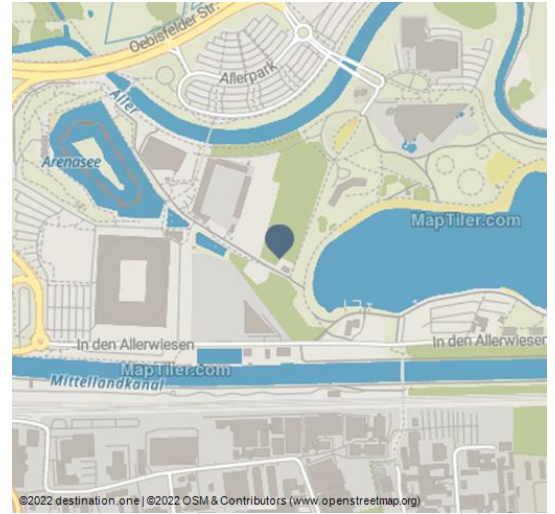 Oebisfelder Str.
Allerpark
Aller
Arenasee
MapTiler.com
In den Allerwiesen
In den Allerwiesen
MapTiler.com
Mittellandkanal
©2022 destination.one | ©2022 OSM & Contributors (www.openstreetmap.org)